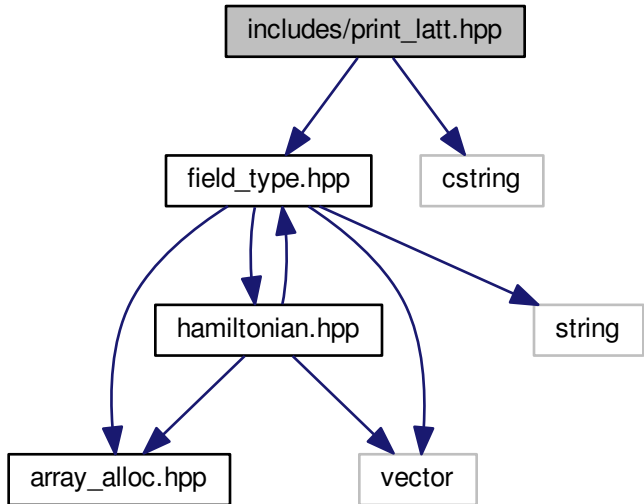 includes/print_latt.hpp
field_type.hpp
cstring
hamiltonian.hpp
string
array_alloc.hpp
vector